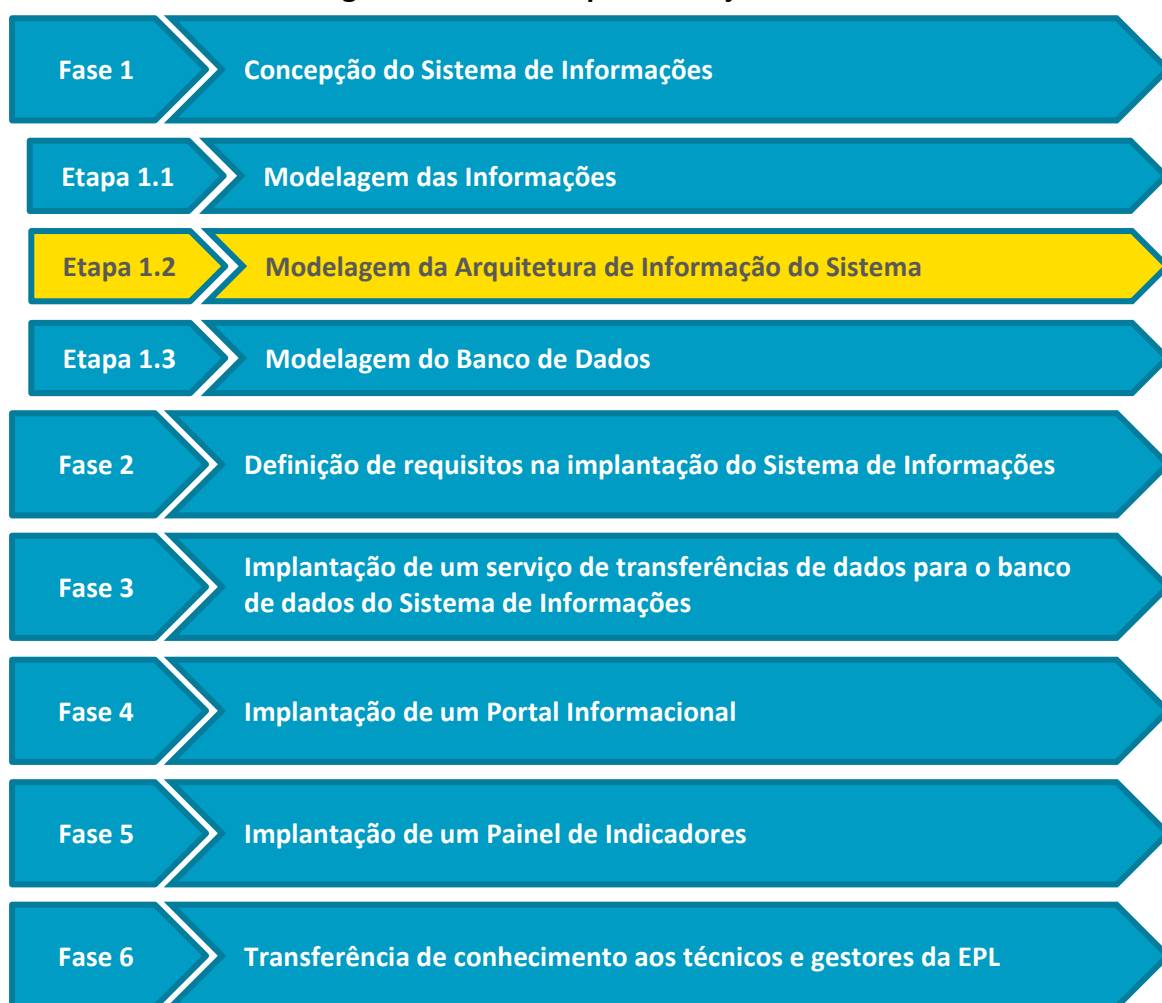 Fase 1
Concepção do Sistema de Informações
Etapa 1.1
Modelagem das Informações
Etapa 1.2
Modelagem da Arquitetura de Informação do Sistema
Etapa 1.3
Modelagem do Banco de Dados
Fase 2
Definição de requisitos na implantação do Sistema de Informações
Fase 3
Implantação de um serviço de transferências de dados para o banco
de dados do Sistema de Informações
Fase 4
Implantação de um Portal Informacional
Fase 5
Implantação de um Painel de Indicadores
Fase 6
Transferência de conhecimento aos técnicos e gestores da EPL